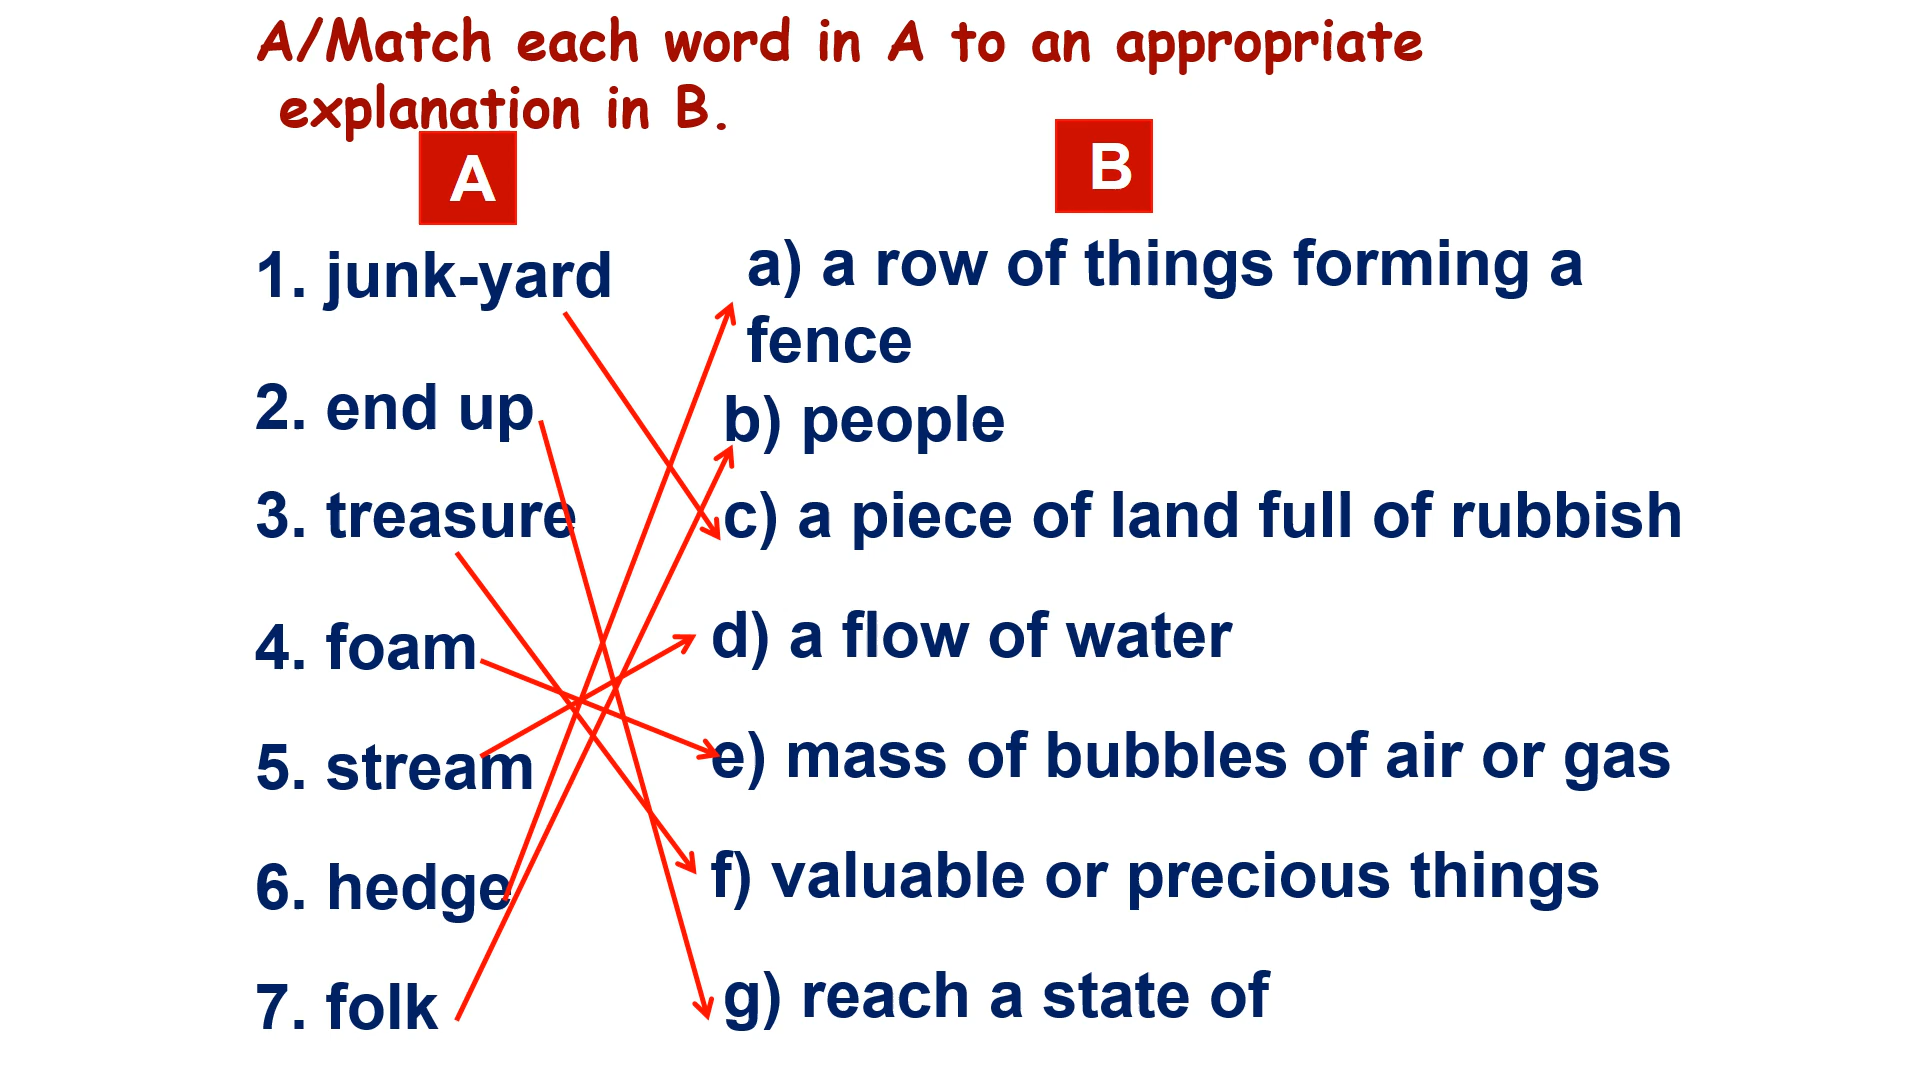 A/Match each word in A to an appropriate
explanation in B.
A
B
1. junk-yard
2. end up
3. treasure
4. foam
5. stream
6. hedge
7. folk
a) a row of things forming a
fence
b) people
c) a piece of land full of rubbish
d) a flow of water
e) mass of bubbles of air or gas
f) valuable or precious things
g) reach a state of